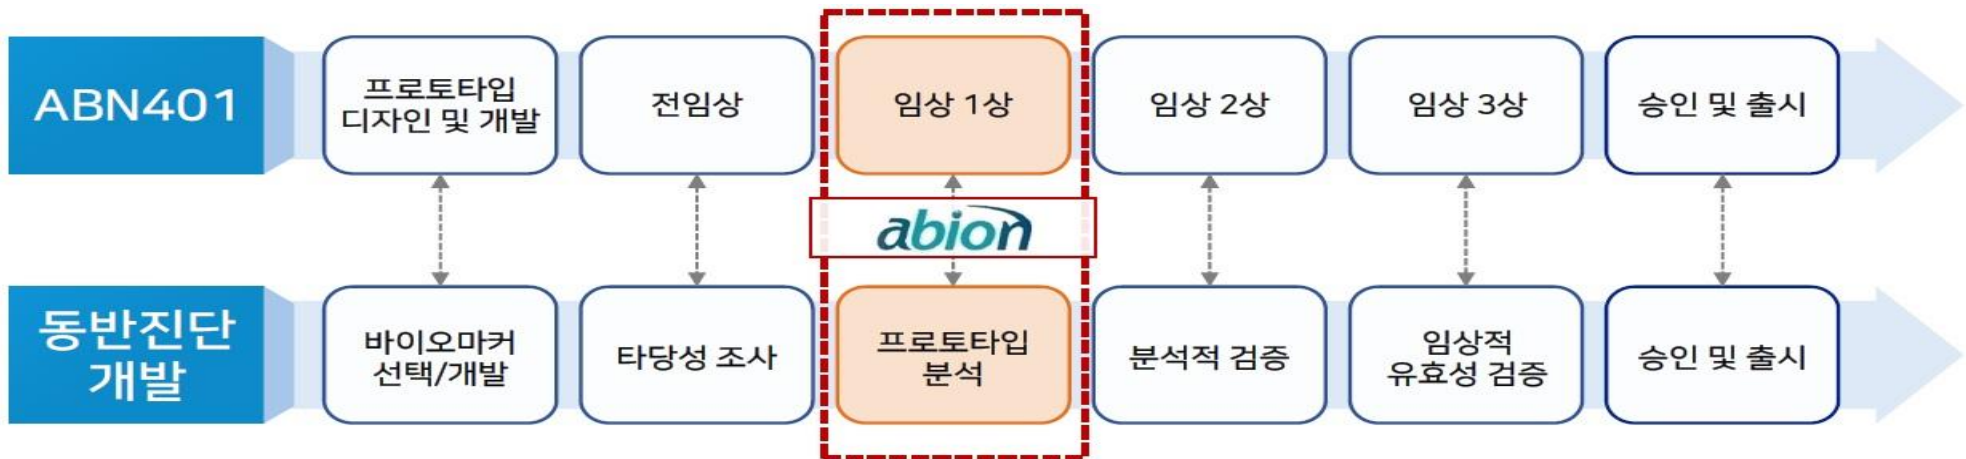 ABN401
프로토타입
디자인 및 개발
전임상
임상 1상
임상 2상
임상 3상
승인 및 출시
abion
동반진단
개발
바이오마커
선택/개발
타당성 조사
프로토타입
분석
분석적 검증
임상적
유효성 검증
승인 및 출시